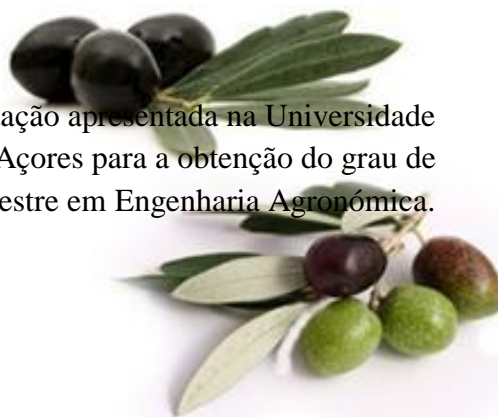 ação apresentada na Universidade
Açores para a obtenção do grau de
estre em Engenharia Agronómica.